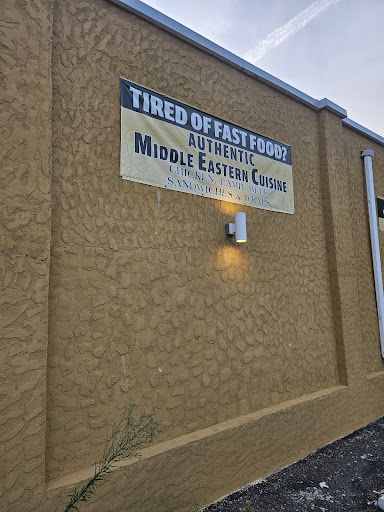 TIRED OF FAST FOOD?
AUTHENTIC
MIDDLE EASTERN CUISINE
CHICKEN, LAMB, BEEF
SANDWICHES & WRAPS